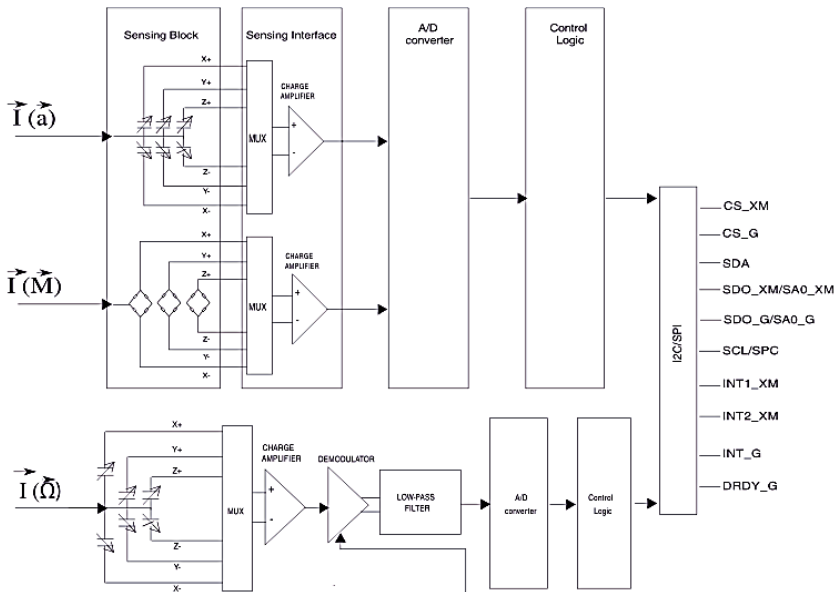 Sensing Block
Sensing Interface
A/D
converter
Control
Logic
X+
Y+
Z+
CHARGE
AMPLIFIER
I (a)
MUX
+
-
Z-
Y-
X-
X+
Y+
Z+
CHARGE
AMPLIFIER
I (M)
MUX
+
-
Z-
Y-
X-
I2C/SPI
CS_XM
CS_G
SDA
SDO_XM/SA0_XM
SDO_G/SA0_G
SCL/SPC
INT1_XM
INT2_XM
INT_G
DRDY_G
X+
Y+
Z+
CHARGE
AMPLIFIER
DEMODULATOR
I (Ω)
MUX
+
-
LOW-PASS
FILTER
A/D
converter
Control
Logic
Z-
Y-
X-